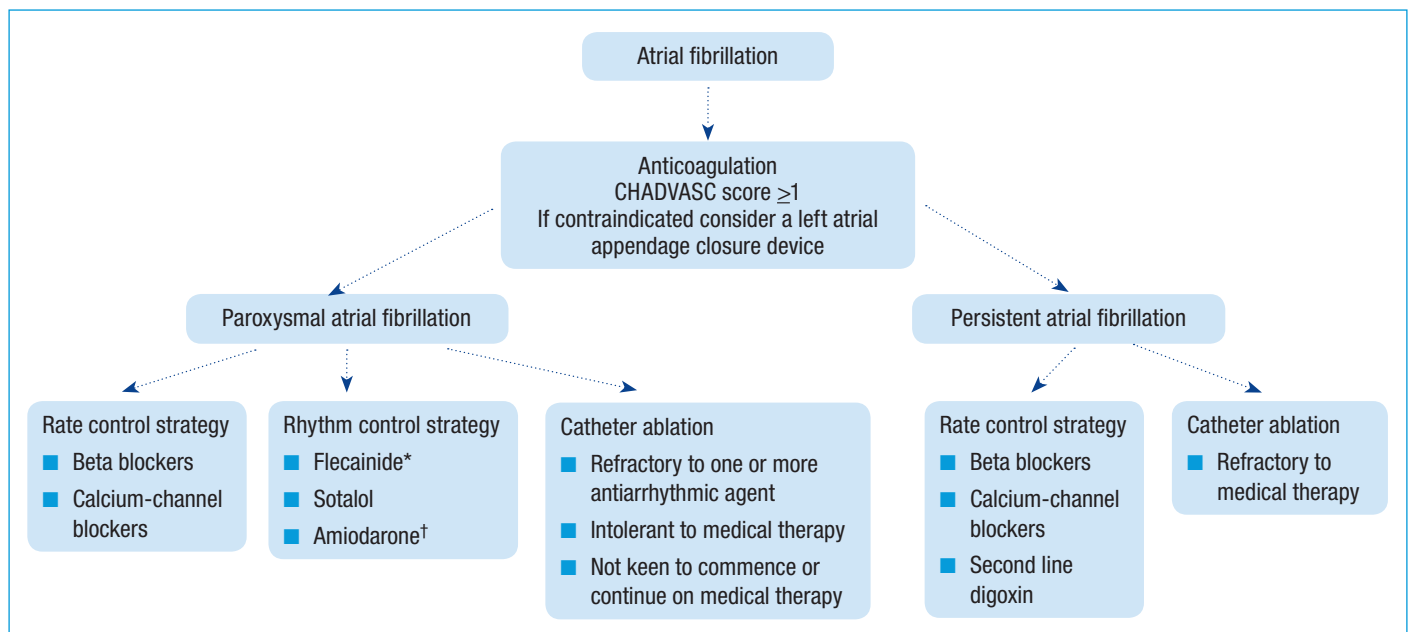 Atrial fibrillation
Anticoagulation
CHADVASC score ≥1
If contraindicated consider a left atrial
appendage closure device
Paroxysmal atrial fibrillation
Persistent atrial fibrillation
Rate control strategy
■ Beta blockers
■ Calcium-channel
blockers
Rhythm control strategy
■ Flecainide*
■ Sotalol
■ Amiodarone†
Catheter ablation
■ Refractory to one or more
antiarrhythmic agent
■ Intolerant to medical therapy
■ Not keen to commence or
continue on medical therapy
Rate control strategy
■ Beta blockers
■ Calcium-channel
blockers
■ Second line
digoxin
Catheter ablation
■ Refractory to
medical therapy